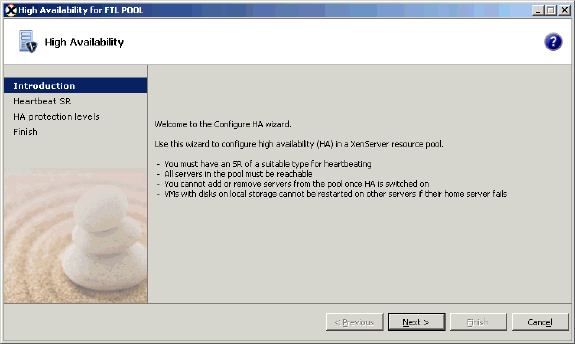 High Availability for FTL POOL
High Availability
?
Introduction
Heartbeat SR
HA protection levels
Finish
Welcome to the Configure HA wizard.
Use this wizard to configure high availability (HA) in a XenServer resource pool.
- You must have an SR of a suitable type for heartbeating
- All servers in the pool must be reachable
- You cannot add or remove servers from the pool once HA is switched on
- VMs with disks on local storage cannot be restarted on other servers if their home server fails
< Previous
Next >
Finish
Cancel